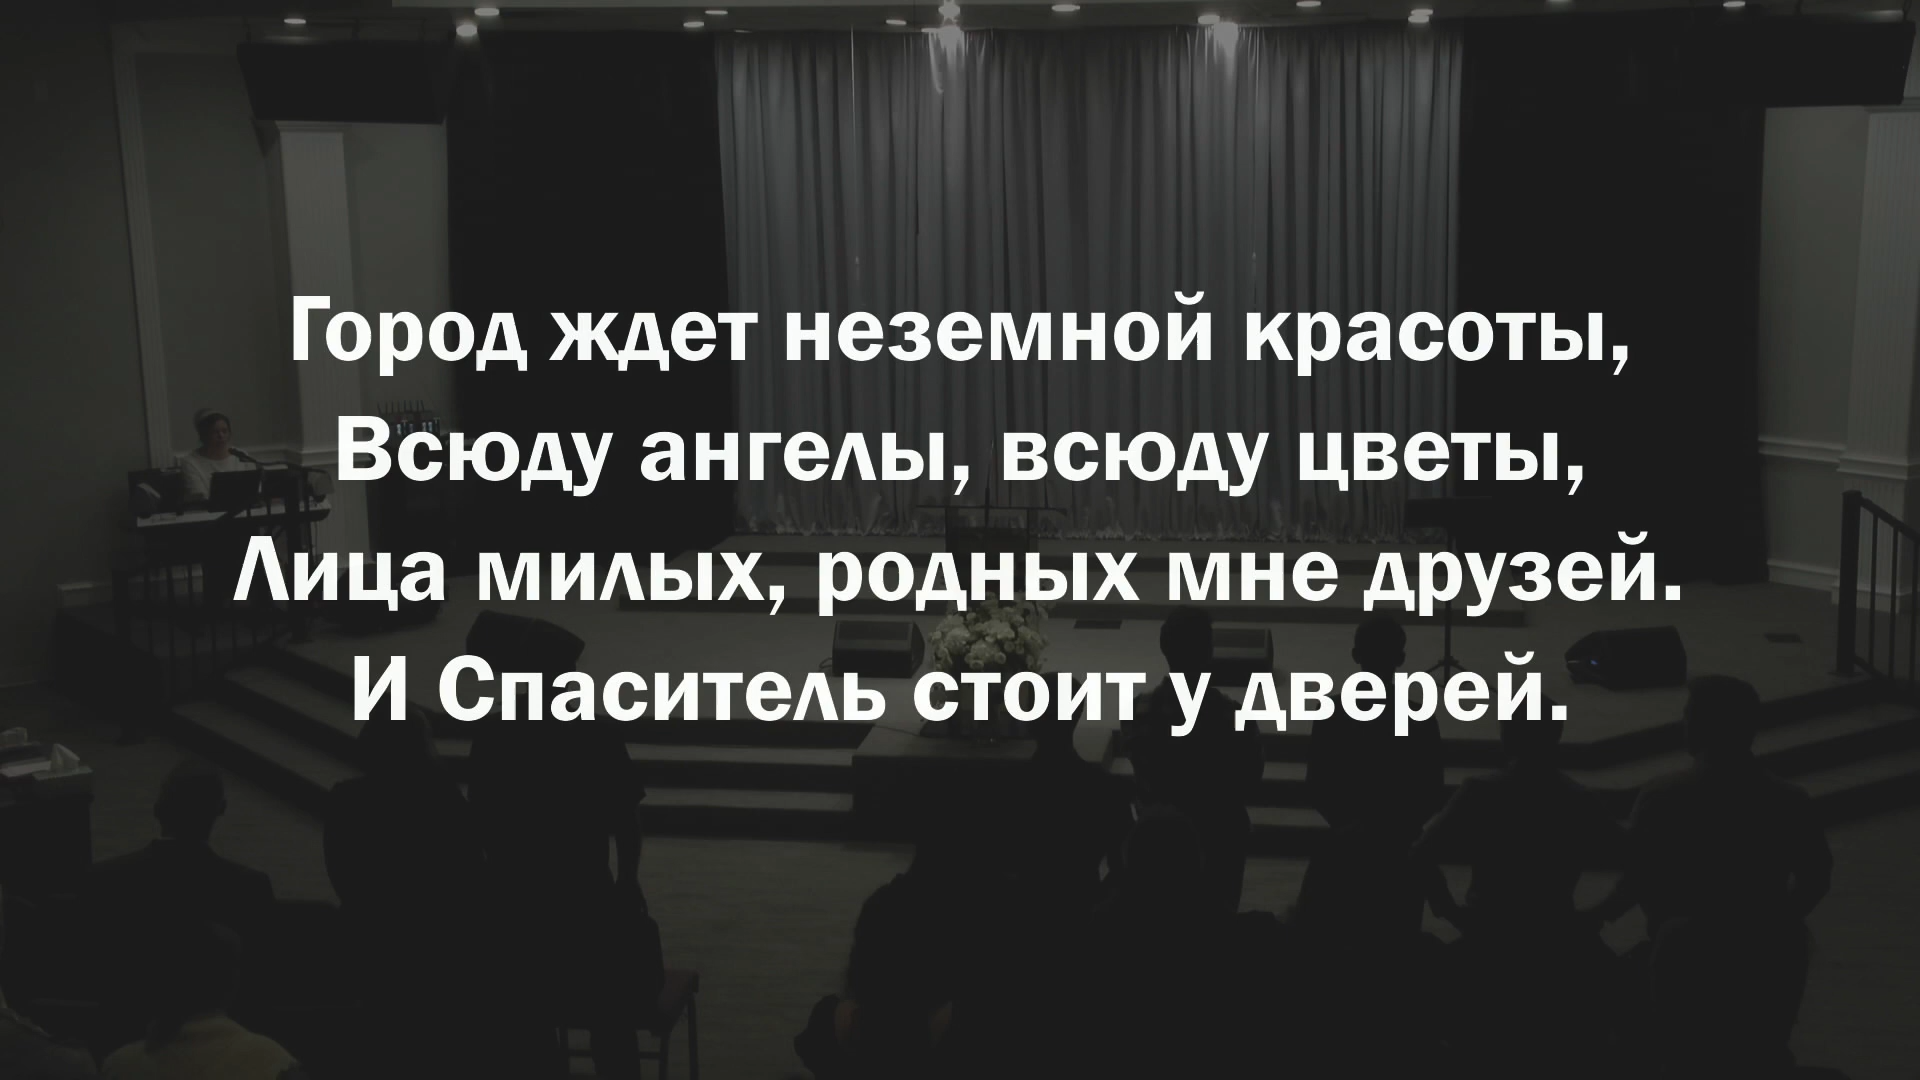 Город ждет неземной красоты,
Всюду ангелы, всюду цветы,
Лица милых, родных мне друзей.
И Спаситель стоит у дверей.